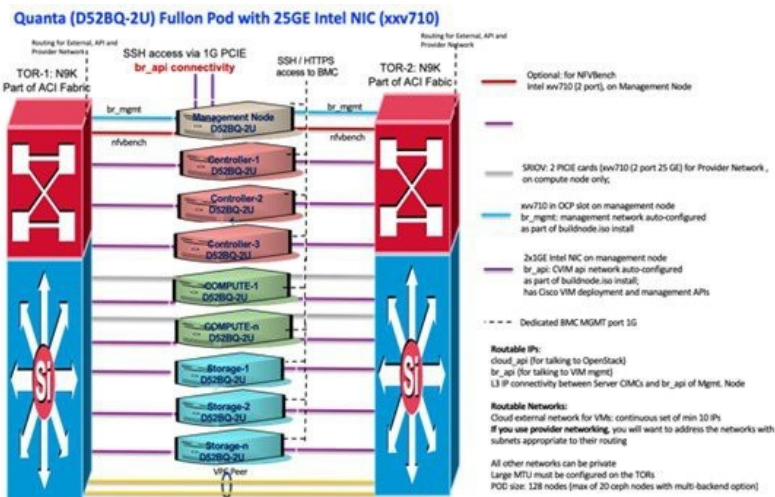 Quanta (D52BQ-2U) Fullon Pod with 25GE Intel NIC (xxv710)
Routing for External, API and
Provider Network
TOR-1: N9K
Part of ACI Fabric
SSH access via 1G PCIE
br_api connectivity
SSH / HTTPS
access to BMC
Routing for External, API and
Provider Network
TOR-2: N9K
Part of ACI Fabic
br_mgmt
br_mgmt
nfvbench
nfvbench
Management Node
D52BQ-2U
Controller-1
D52BQ-2U
Controller-2
D52BQ-2U
Controller-3
D52BQ-2U
COMPUTE-1
D52BQ-2U
COMPUTE-n
D52BQ-2U
Storage-1
D52BQ-2U
Storage-2
D52BQ-2U
Storage-n
D52BQ-2U
VPC Peer
Si
Si
Optional: for NFVBench
Intel xvv710 (2 port), on Management Node
SRIOV: 2 PICIE cards (xvv710 (2 port 25 GE) for Provider Network ,
on compute node only;
xvv710 in OCP slot on management node
br_mgmt: management network auto-configured
as part of buildnode.iso install
2x1GE Intel NIC on management node
br_api: CVIM api network auto-configured
as part of buildnode.iso install;
has Cisco VIM deployment and management APIs
Dedicated BMC MGMT port 1G
Routable IPs:
cloud_api (for talking to OpenStack)
br_api (for talking to VIM mgmt)
L3 IP connectivity between Server CIMCs and br_api of Mgmt. Node
Routable Networks:
Cloud external network for VMs: continuous set of min 10 IPs
If you use provider networking, you will want to address the networks with
subnets appropriate to their routing
All other networks can be private
Large MTU must be configured on the TORs
POD size: 128 nodes (max of 20 ceph nodes with multi-backend option)